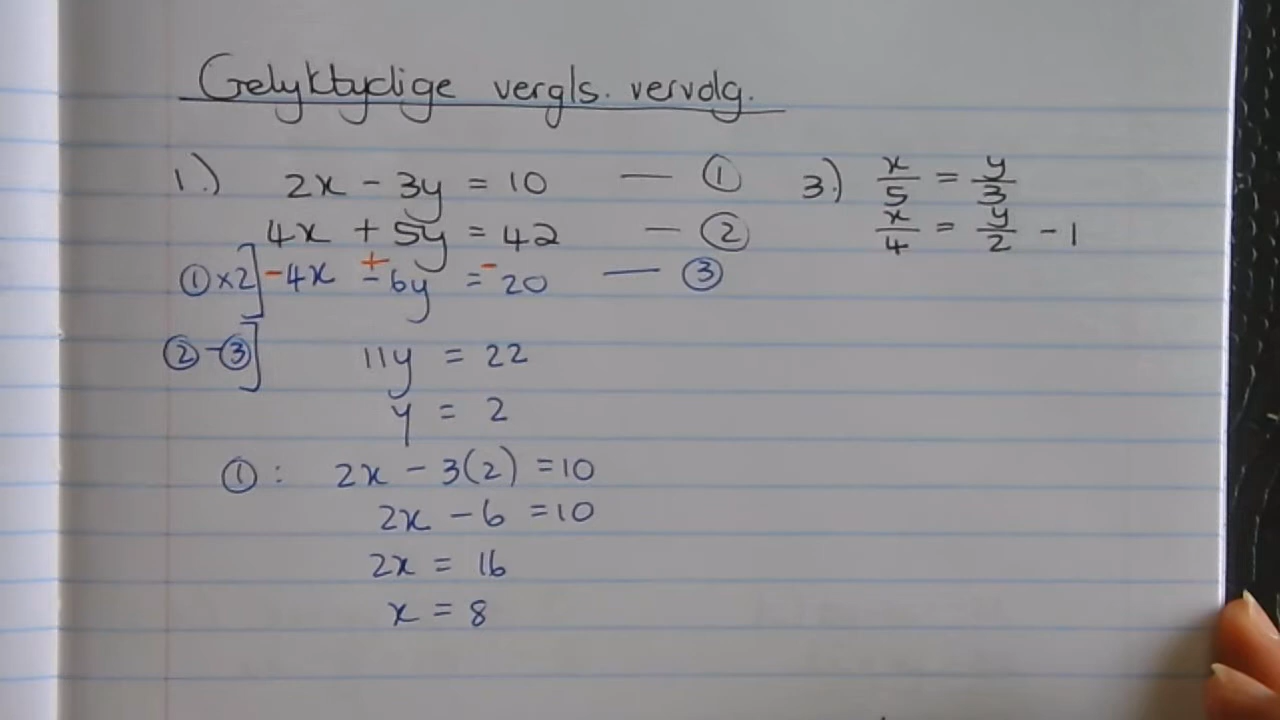 Gelyktydige vergls. vervolg.
1.) 2x - 3y = 10 — ①
4x + 5y = 42 — ②
①×2] -4x +- 6y = -20 — ③
② - ③] 11y = 22
y = 2
①: 2x - 3(2) = 10
2x - 6 = 10
2x = 16
x = 8
3.) x/5 = y/3
x/4 = y/2 - 1